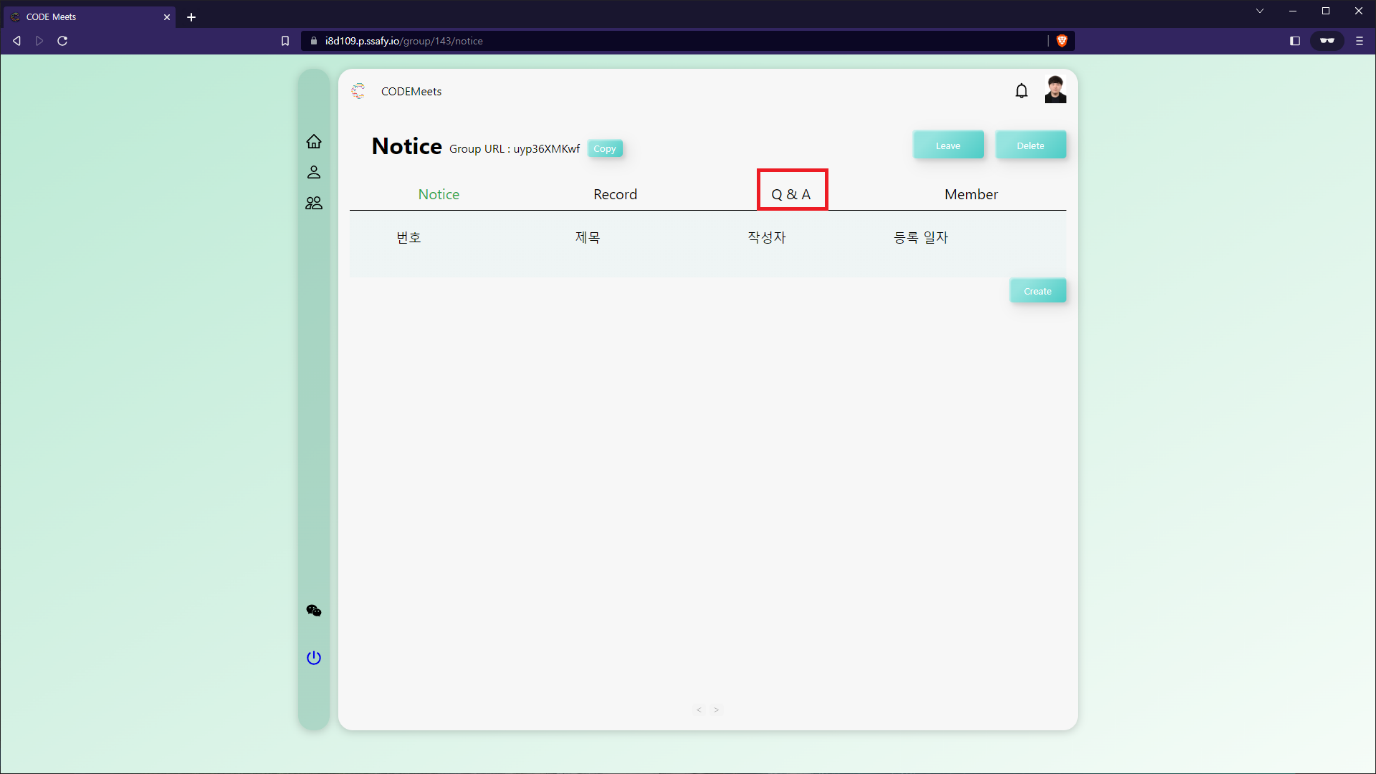 CODE Meets
i8d109.p.ssafy.io/group/143/notice
CODEMeets
Notice Group URL : uyp36XMKwf Copy Leave Delete
Notice Record Q & A Member
번호 제목 작성자 등록 일자
Create
< >